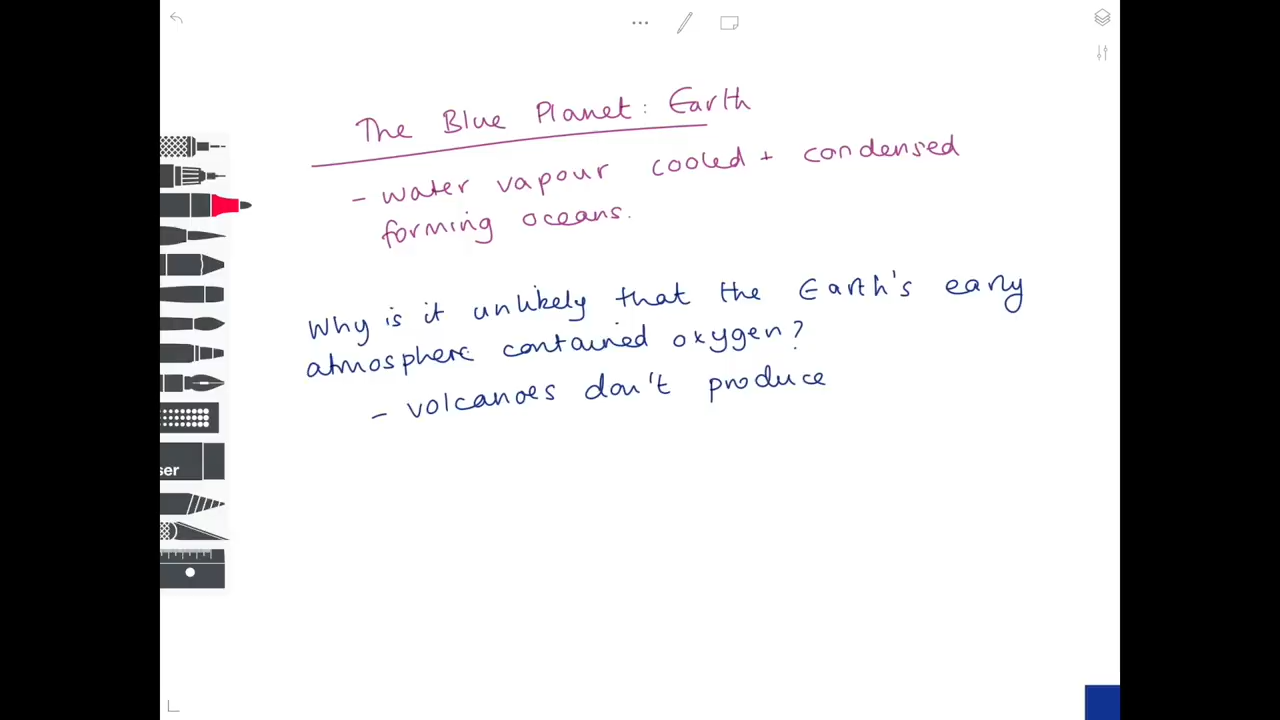 The Blue Planet: Earth
- water vapour cooled + condensed
forming oceans.
Why is it unlikely that the Earth's early
atmosphere contained oxygen?
- volcanoes don't produce
ser